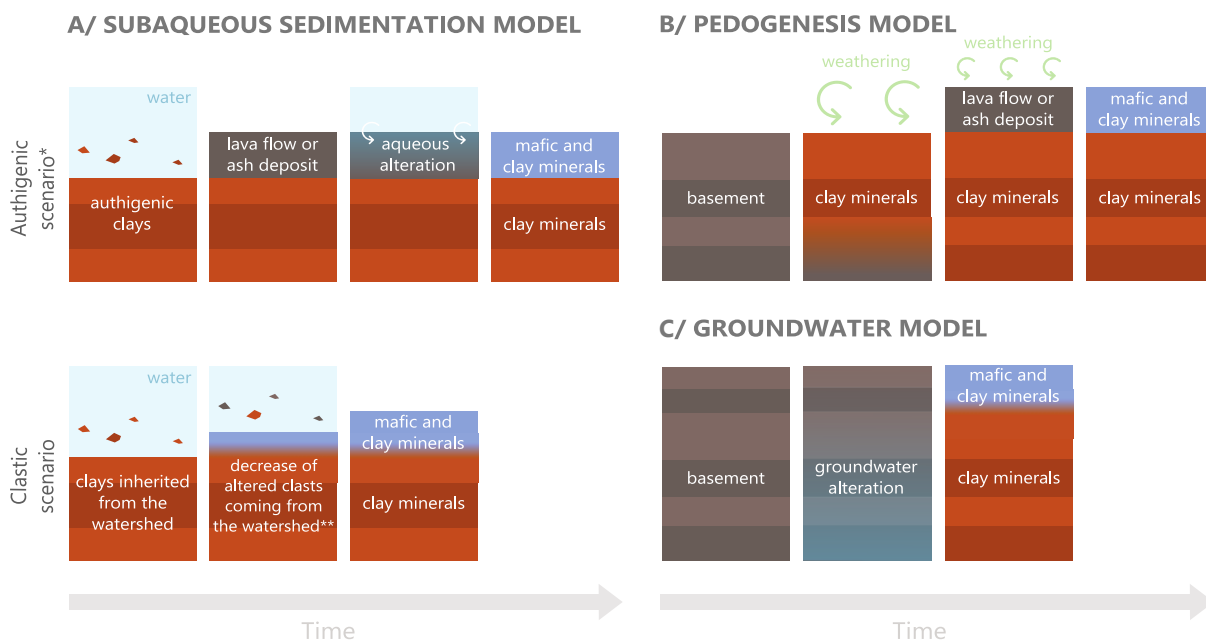 A/ SUBAQUEOUS SEDIMENTATION MODEL
Authigenic
scenario*
water
authigenic
clays
lava flow or
ash deposit
aqueous
alteration
mafic and
clay minerals
clay minerals
Clastic
scenario
water
clays inherited
from the
watershed
decrease of
altered clasts
coming from
the watershed**
mafic and
clay minerals
clay minerals
Time
B/ PEDOGENESIS MODEL
basement
weathering
clay minerals
weathering
lava flow or
ash deposit
clay minerals
mafic and
clay minerals
clay minerals
C/ GROUNDWATER MODEL
basement
groundwater
alteration
mafic and
clay minerals
clay minerals
Time